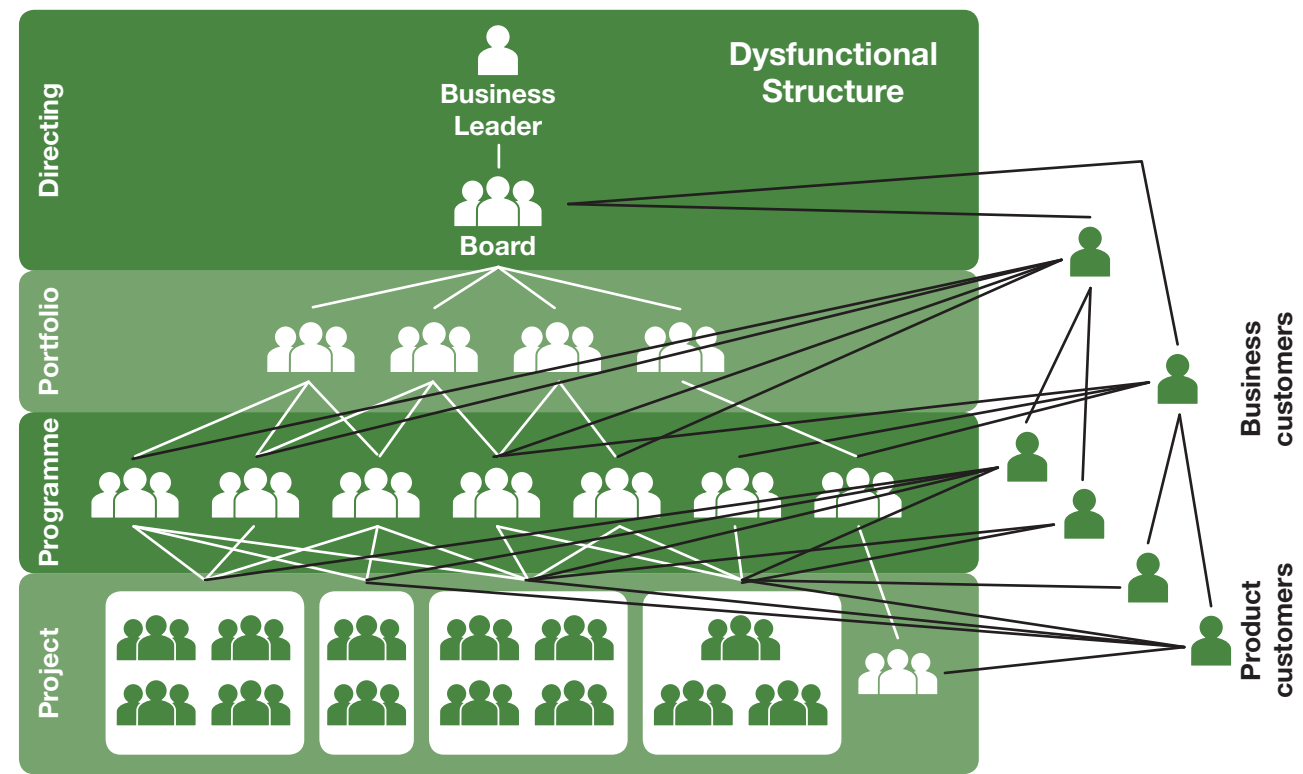 Dysfunctional
Structure
Directing
Business
Leader
Board
Portfolio
Programme
Project
Business
customers
Product
customers